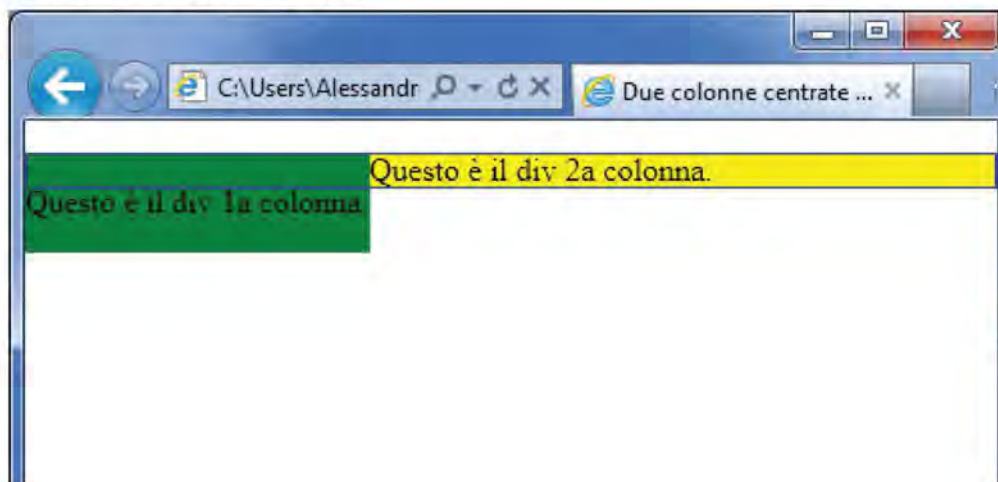 C:\Users\Alessandr
Due colonne centrate ...
Questo è il div 2a colonna.
Questo è il div 1a colonna.